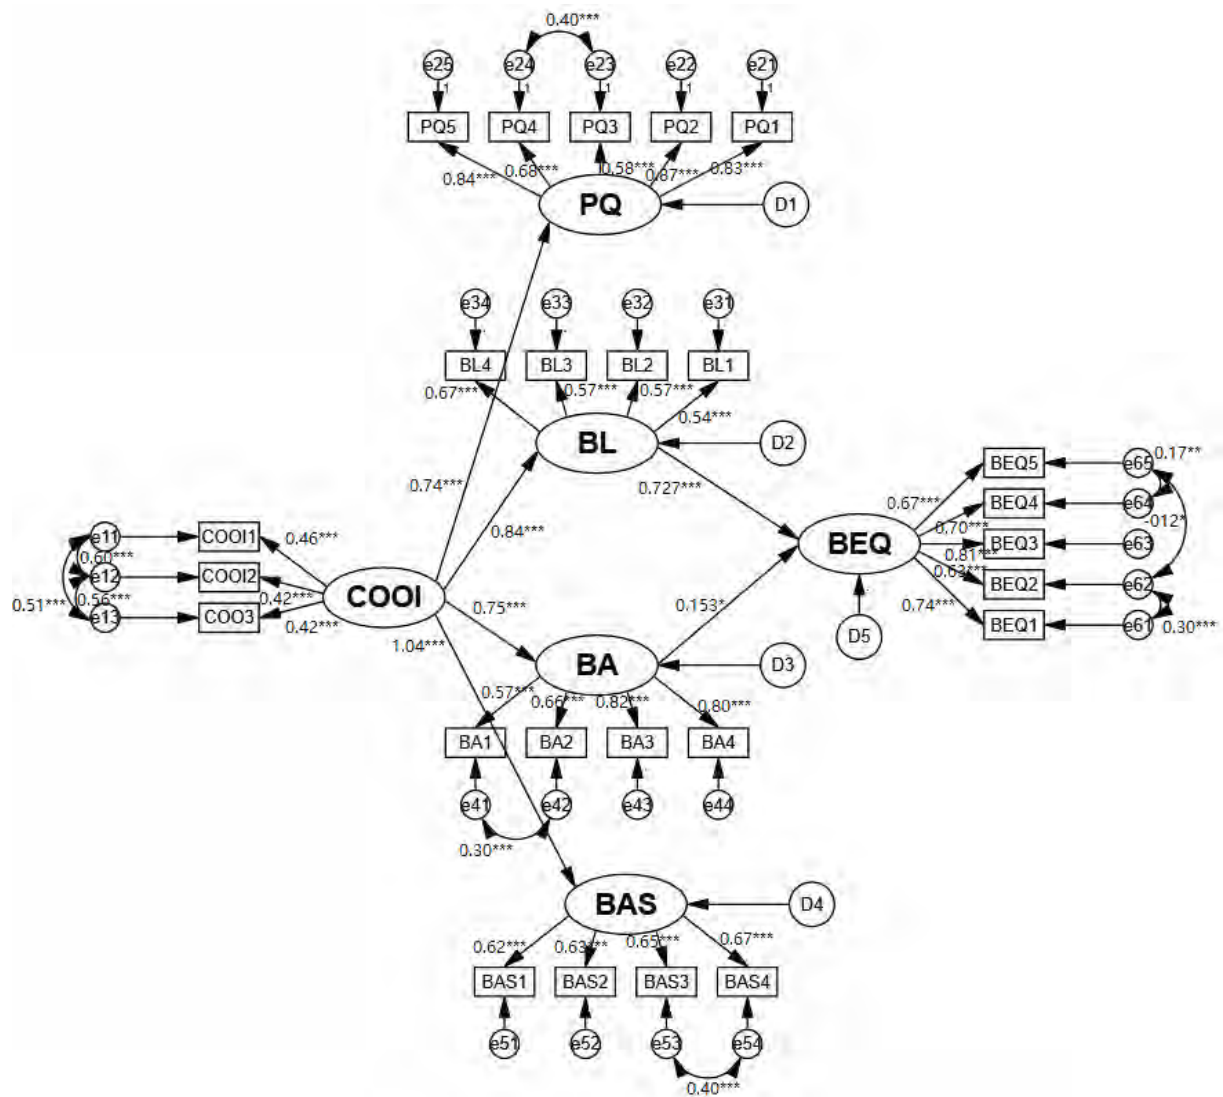 0.40***
e25 e24 e23 e22 e21
1 1 1 1 1
PQ5 PQ4 PQ3 PQ2 PQ1
0.84*** 0.68*** 0.58*** 0.87*** 0.83***
PQ D1
e34 e33 e32 e31
BL4 BL3 BL2 BL1
0.67*** 0.57*** 0.57*** 0.54***
BL D2
0.74*** 0.84*** 0.727***
BEQ5 e65 0.17**
0.67***
BEQ4 e64
0.70*** -012*
BEQ BEQ3 e63
0.81***
0.63***
BEQ2 e62
0.74***
BEQ1 e61 0.30***
D5
e11 COOI1 0.46***
0.60***
e12 COOI2 0.42***
0.51*** 0.56***
e13 COO3 0.42***
COOI
0.75*** 0.153*
1.04***
BA D3
0.57*** 0.66*** 0.82*** 0.80***
BA1 BA2 BA3 BA4
e41 e42 e43 e44
0.30***
BAS D4
0.62*** 0.63*** 0.65*** 0.67***
BAS1 BAS2 BAS3 BAS4
e51 e52 e53 e54
0.40***